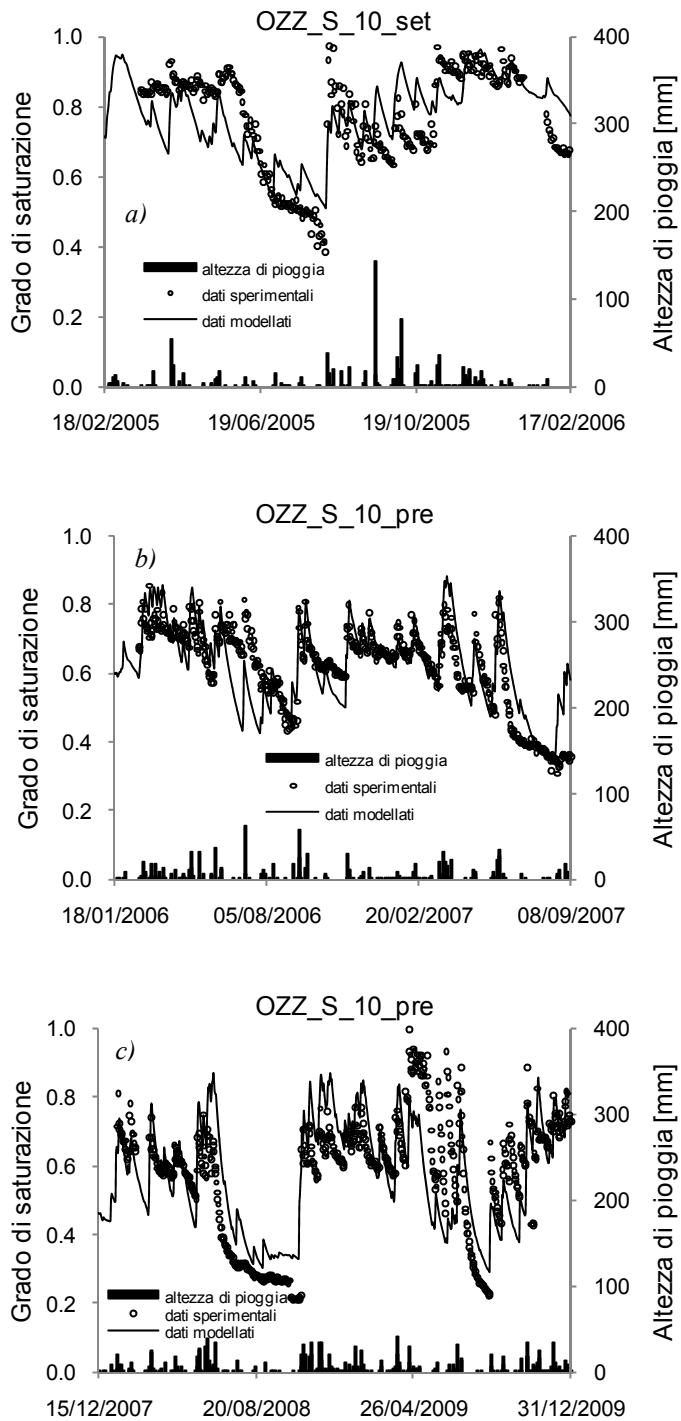 OZZ_S_10_set
1.0
0.8
0.6
0.4
0.2
0.0
400
300
200
100
0
Grado di saturazione
Altezza di pioggia [mm]
a)
altezza di pioggia
dati sperimentali
dati modellati
18/02/2005 19/06/2005 19/10/2005 17/02/2006
OZZ_S_10_pre
1.0
0.8
0.6
0.4
0.2
0.0
400
300
200
100
0
Grado di saturazione
Altezza di pioggia [mm]
b)
altezza di pioggia
dati sperimentali
dati modellati
18/01/2006 05/08/2006 20/02/2007 08/09/2007
OZZ_S_10_pre
1.0
0.8
0.6
0.4
0.2
0.0
400
300
200
100
0
Grado di saturazione
Altezza di pioggia [mm]
c)
altezza di pioggia
dati sperimentali
dati modellati
15/12/2007 20/08/2008 26/04/2009 31/12/2009